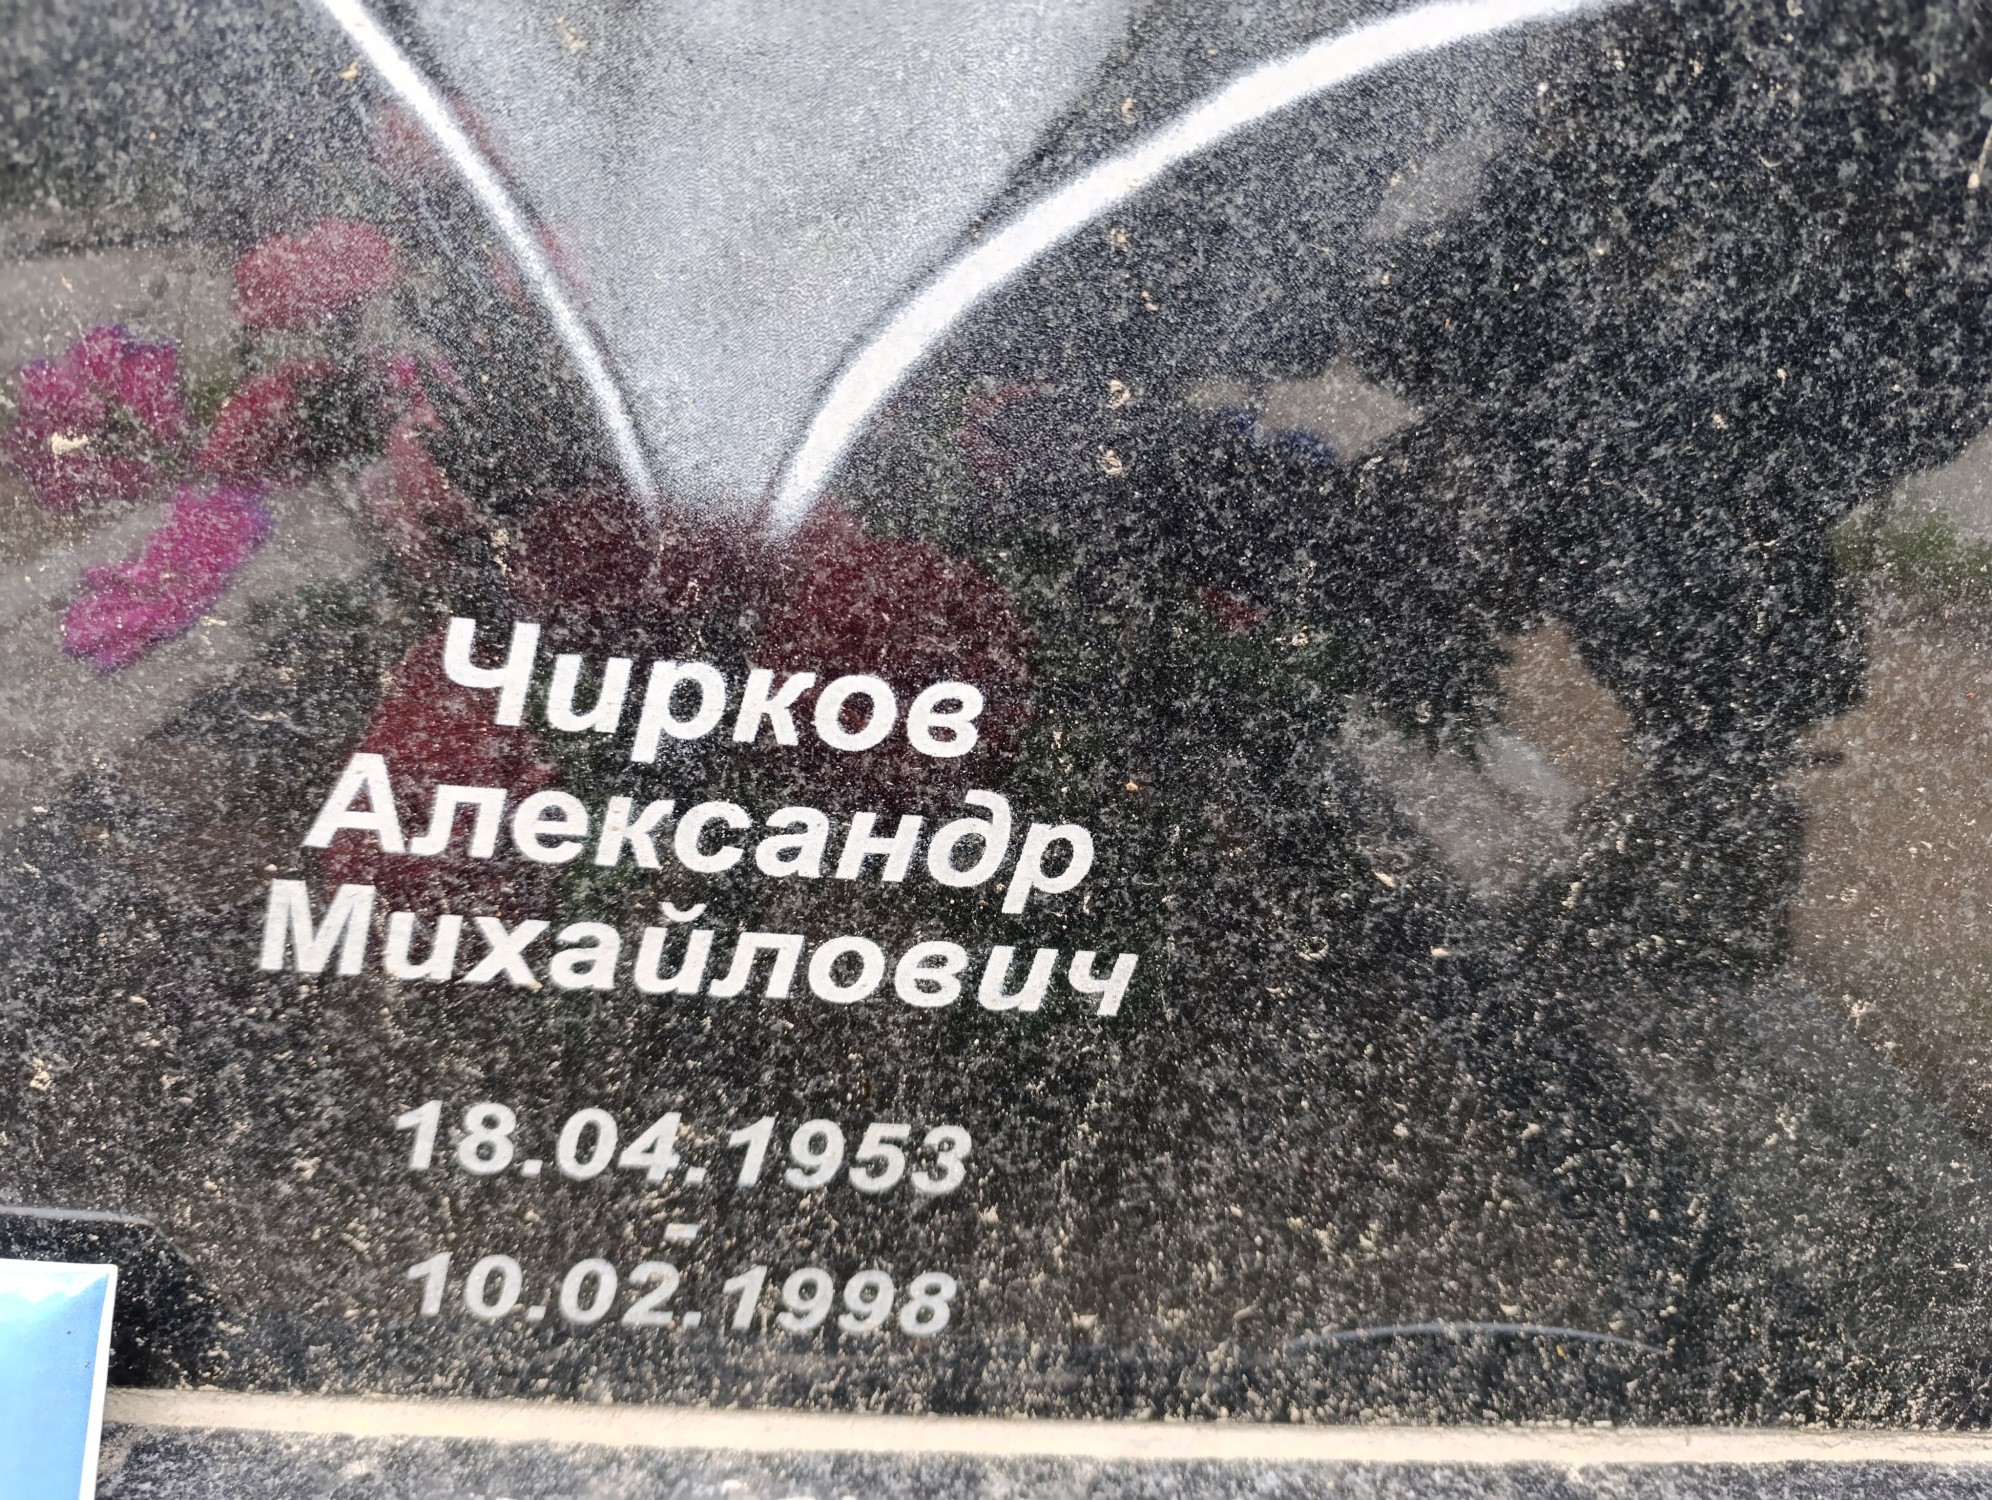 Чирков
Александр
Михайлович
18.04.1953
-
10.02.1998